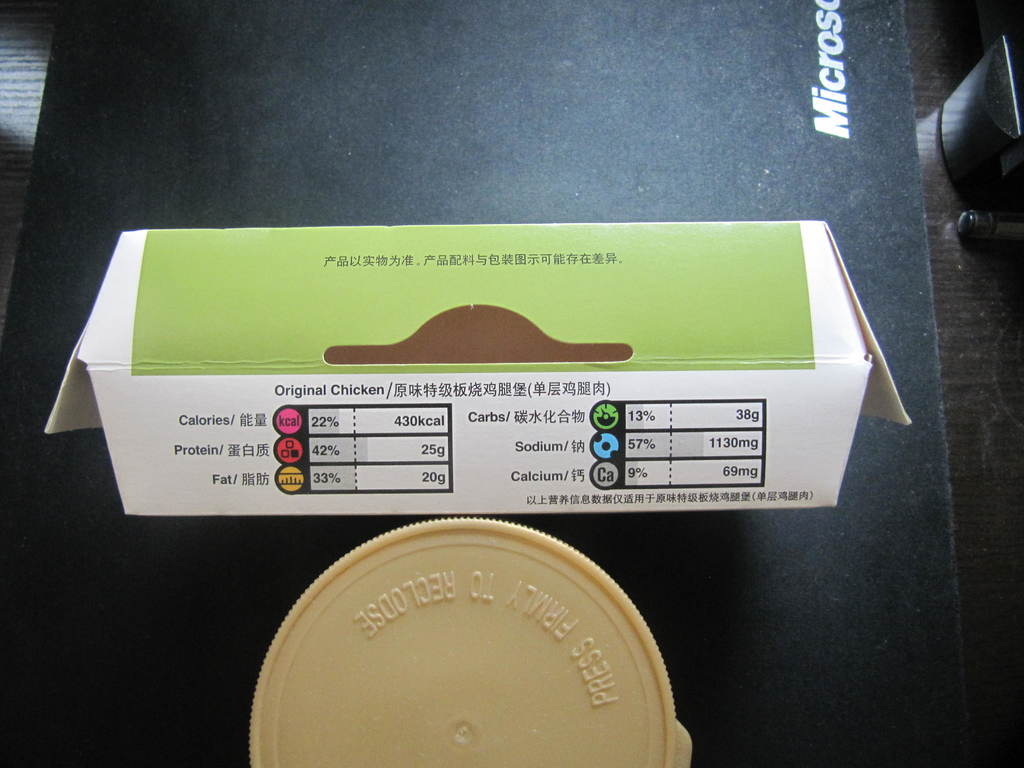 Microso
产品以实物为准。产品配料与包装图示可能存在差异。
Original Chicken/原味特级板烧鸡腿堡(单层鸡腿肉)
Calories/ 能量 kcal 22% 430kcal
Protein/ 蛋白质 42% 25g
Fat/ 脂肪 33% 20g
Carbs/ 碳水化合物 13% 38g
Sodium/ 钠 57% 1130mg
Calcium/ 钙 Ca 9% 69mg
以上营养信息数据仅适用于原味特级板烧鸡腿堡(单层鸡腿肉)
PRESS FIRMLY TO RECLODSE